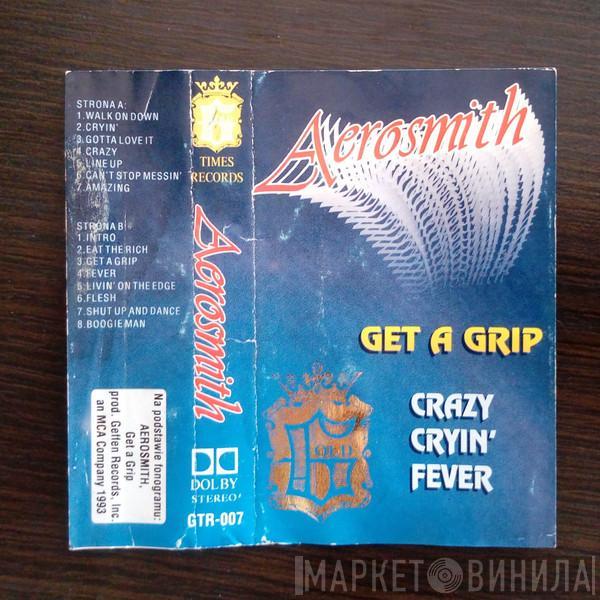 STRONA A:
1.WALK ON DOWN
2.CRYIN'
3.GOTTA LOVE IT
4.CRAZY
5.LINE UP
6.CAN'T STOP MESSIN'
7.AMAZING
STRONA B:
1.INTRO
2.EAT THE RICH
3.GET A GRIP
4.FEVER
5.LIVIN' ON THE EDGE
6.FLESH
7.SHUT UP AND DANCE
8.BOOGIE MAN
Na podstawie fonogramu:
AEROSMITH,
Get a Grip
prod. Geffen Records, Inc.
an MCA Company 1993
TIMES
RECORDS
Aerosmith
DOLBY
STEREO
GTR-007
Aerosmith
GET A GRIP
CRAZY
CRYIN'
FEVER
МАРКЕТ ВИНИЛА